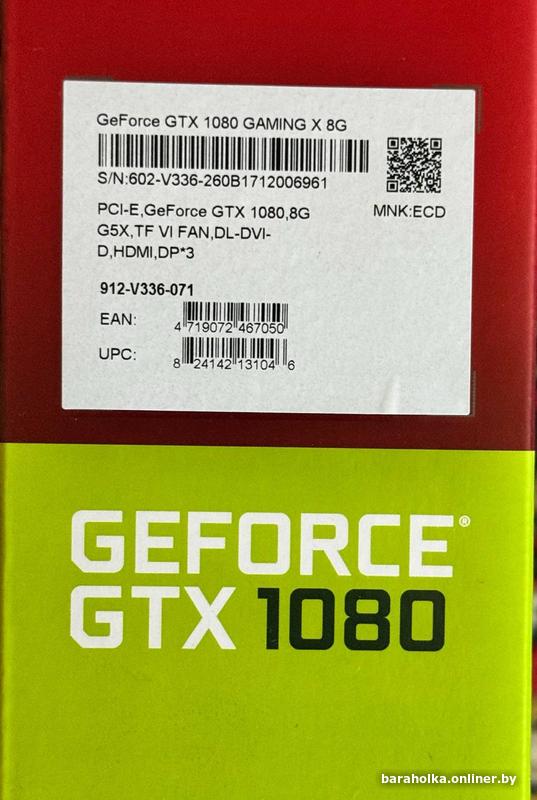 GeForce GTX 1080 GAMING X 8G
S/N:602-V336-260B1712006961
PCI-E,GeForce GTX 1080,8G
MNK:ECD
G5X,TF VI FAN,DL-DVI-
D,HDMI,DP*3
912-V336-071
EAN:
4 719072 467050
UPC:
8 24142 13104 6
GEFORCE®
GTX 1080
baraholka.onliner.by